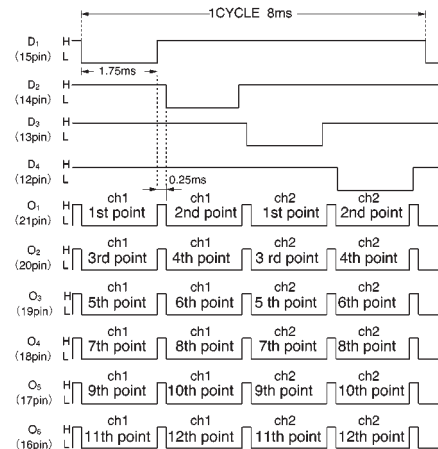 1CYCLE 8ms
D1 H
(15pin) L
1.75ms
D2 H
(14pin) L
D3 H
(13pin) L
D4 H
(12pin) L
0.25ms
ch1 ch1 ch2 ch2
O1 H 1st point 2nd point 1st point 2nd point
(21pin) L
ch1 ch1 ch2 ch2
O2 H 3rd point 4th point 3 rd point 4th point
(20pin) L
ch1 ch1 ch2 ch2
O3 H 5th point 6th point 5 th point 6th point
(19pin) L
ch1 ch1 ch2 ch2
O4 H 7th point 8th point 7th point 8th point
(18pin) L
ch1 ch1 ch2 ch2
O5 H 9th point 10th point 9th point 10th point
(17pin) L
ch1 ch1 ch2 ch2
O6 H 11th point 12th point 11th point 12th point
(16pin) L